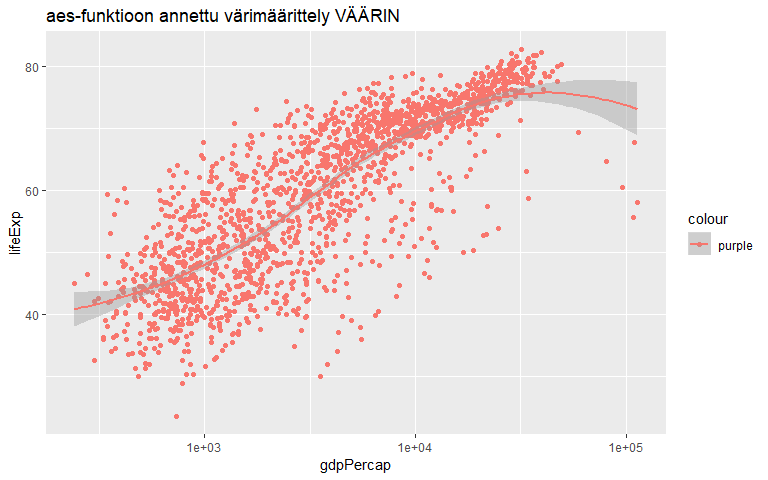 aes-funktioon annettu värimäärittely VÄÄRIN
80
60
40
lifeExp
1e+03
1e+04
1e+05
gdpPercap
colour
purple